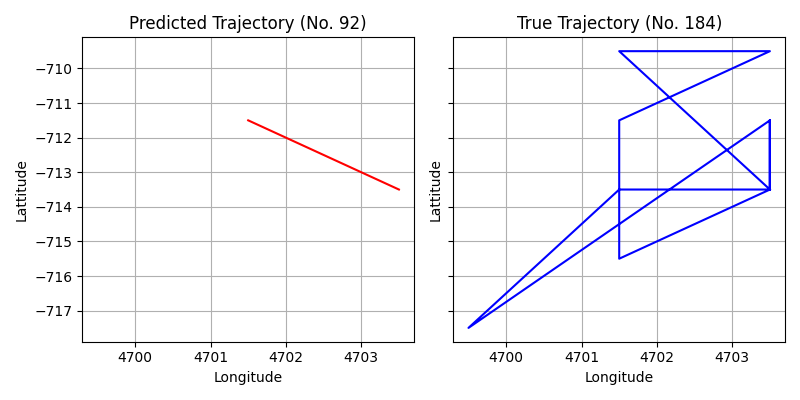 Predicted Trajectory (No. 92)
True Trajectory (No. 184)
−710
−711
−712
−713
−714
−715
−716
−717
Lattitude
Lattitude
4700
4701
4702
4703
4700
4701
4702
4703
Longitude
Longitude